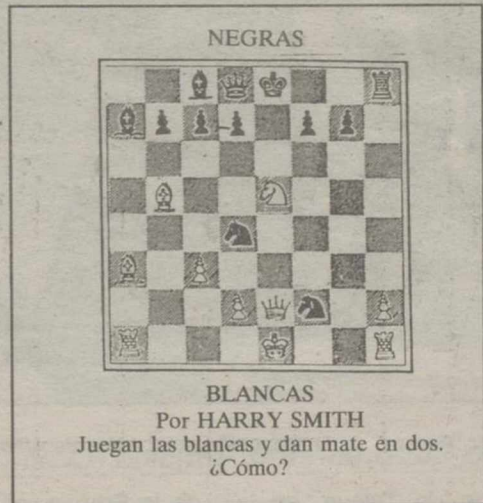 NEGRAS
BLANCAS
Por HARRY SMITH
Juegan las blancas y dan mate en dos.
¿Cómo?